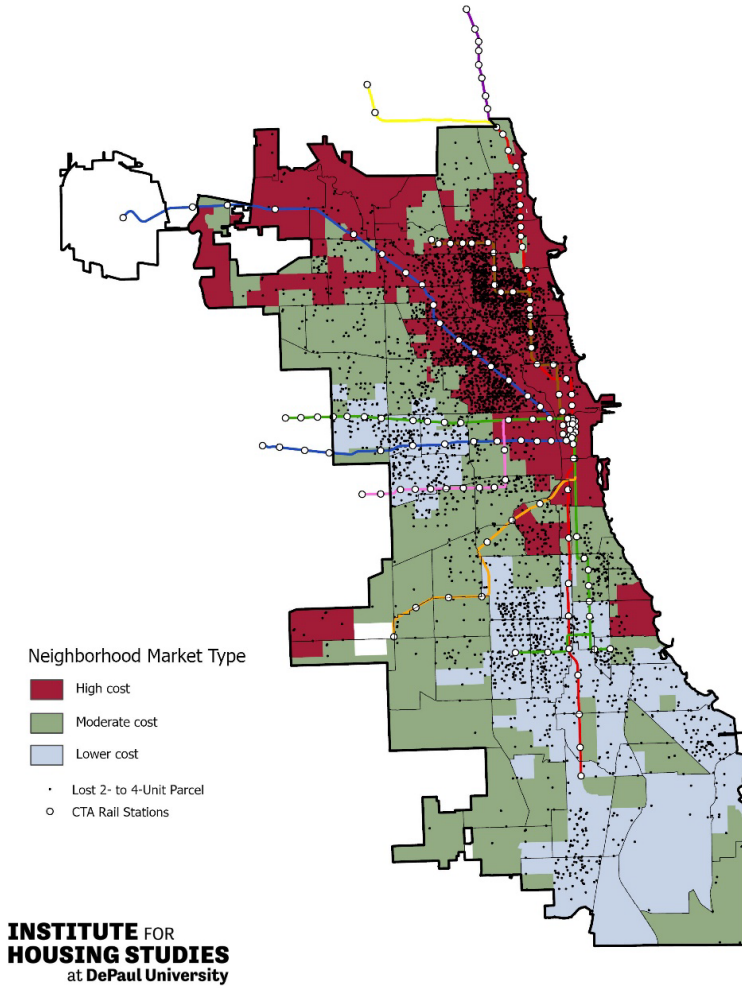 Neighborhood Market Type
High cost
Moderate cost
Lower cost
Lost 2- to 4-Unit Parcel
CTA Rail Stations
INSTITUTE FOR
HOUSING STUDIES
at DePaul University